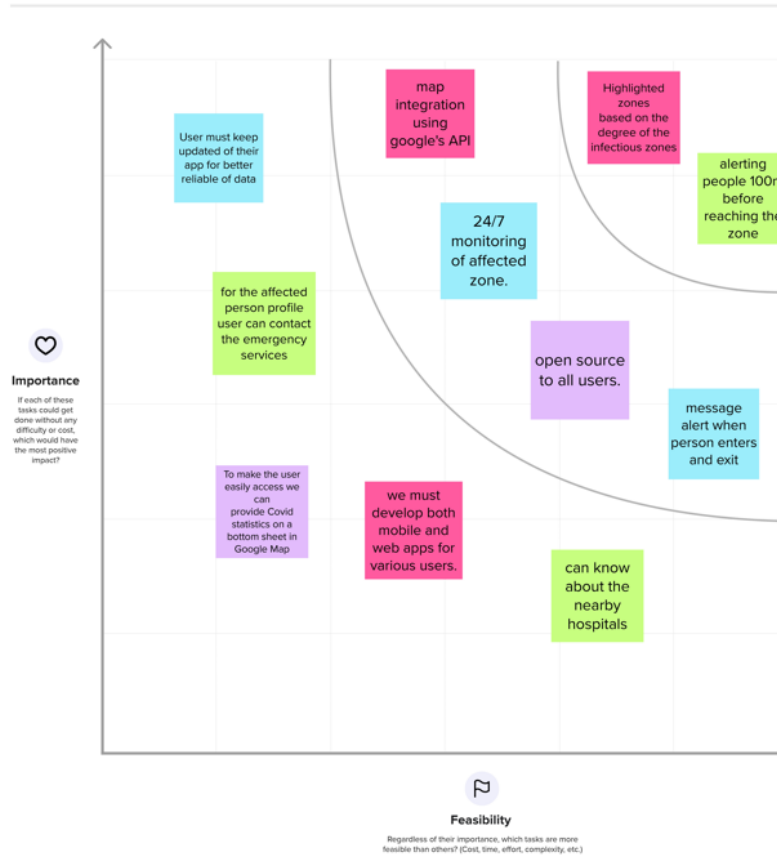 map
integration
using
google's API
Highlighted
zones
based on the
degree of the
infectious zones
User must keep
updated of their
app for better
reliable of data
alerting
people 100m
before
reaching the
zone
24/7
monitoring
of affected
zone.
for the affected
person profile
user can contact
the emergency
services
open source
to all users.
Importance
If each of these
tasks could get
done without any
difficulty or cost,
which would have
the most positive
impact?
message
alert when
person enters
and exit
To make the user
easily access we
can
provide Covid
statistics on a
bottom sheet in
Google Map
we must
develop both
mobile and
web apps for
various users.
can know
about the
nearby
hospitals
Feasibility
Regardless of their importance, which tasks are more
feasible than others? (Cost, time, effort, complexity, etc.)